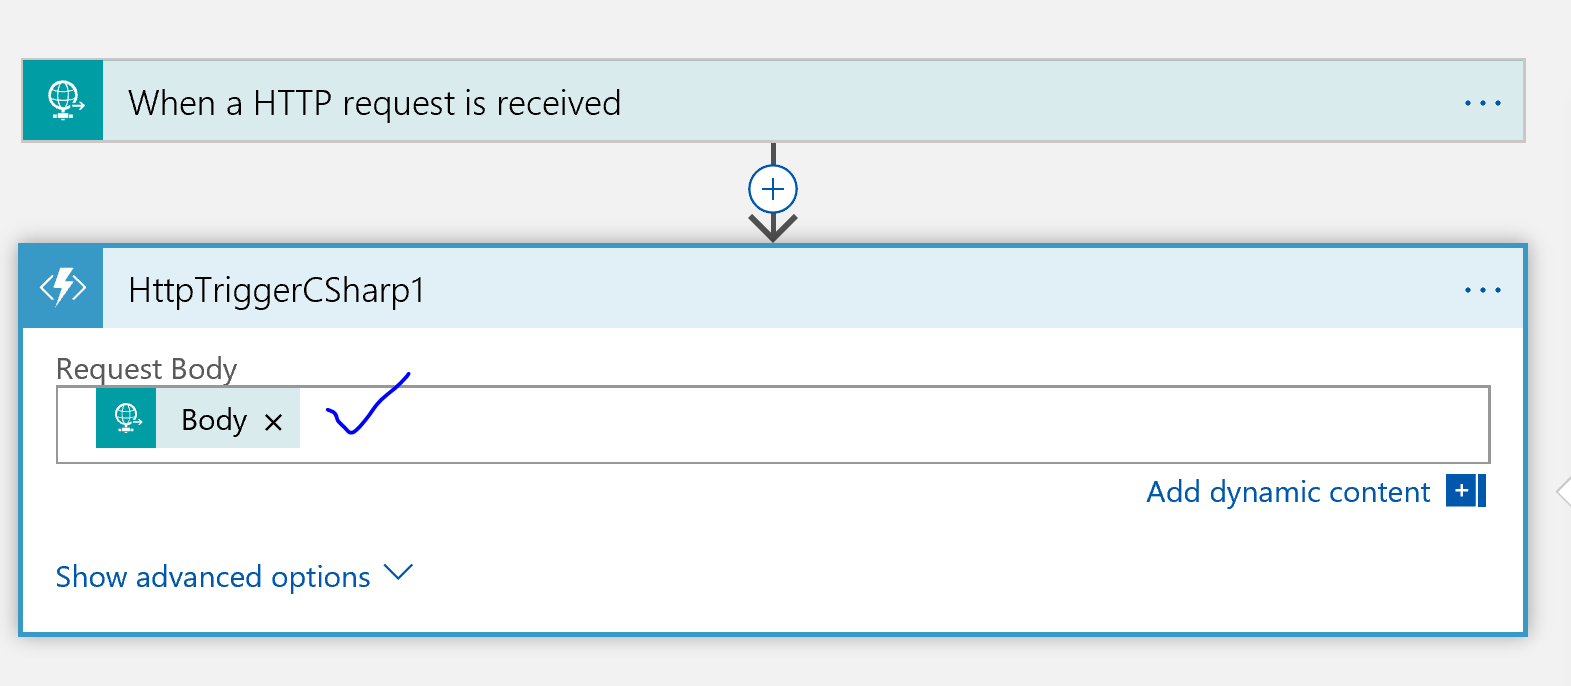 When a HTTP request is received
HttpTriggerCSharp1
Request Body
Body
Add dynamic content
Show advanced options